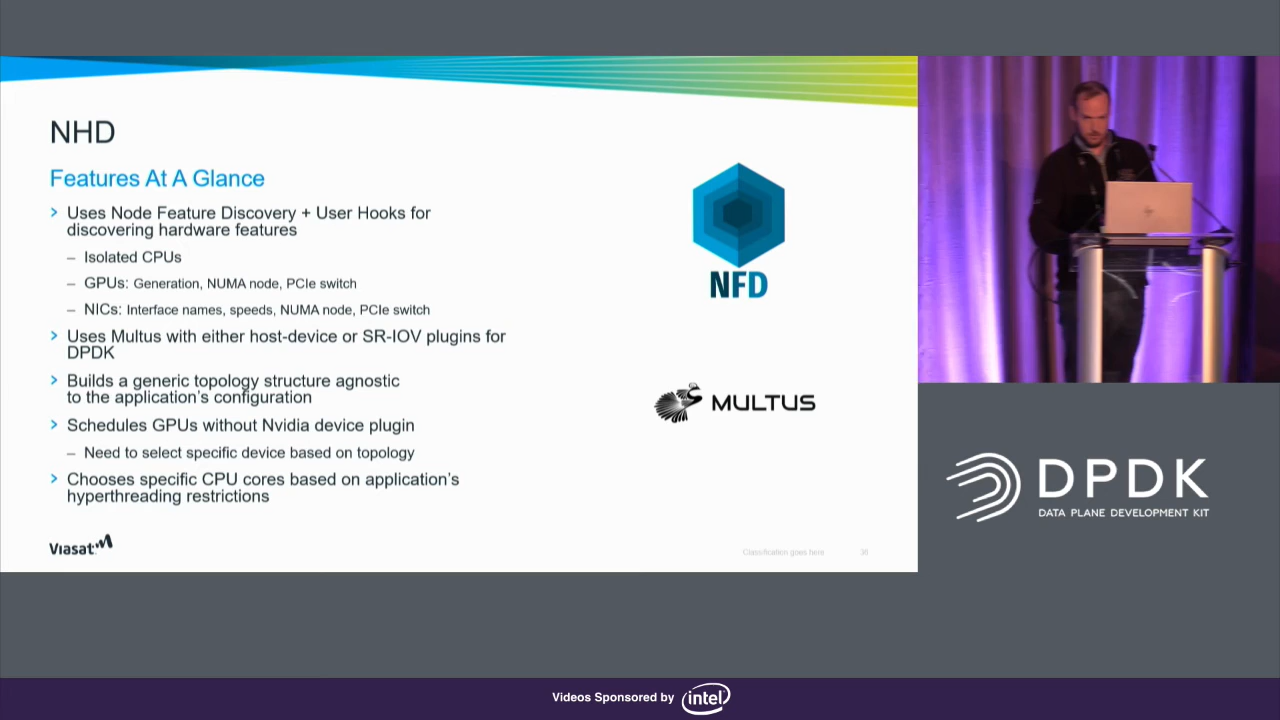 NHD
Features At A Glance
› Uses Node Feature Discovery + User Hooks for
discovering hardware features
– Isolated CPUs
– GPUs: Generation, NUMA node, PCIe switch
– NICs: Interface names, speeds, NUMA node, PCIe switch
› Uses Multus with either host-device or SR-IOV plugins for
DPDK
› Builds a generic topology structure agnostic
to the application's configuration
› Schedules GPUs without Nvidia device plugin
– Need to select specific device based on topology
› Chooses specific CPU cores based on application's
hyperthreading restrictions
NFD
MULTUS
Viasat
Classification goes here
36
DPDK
DATA PLANE DEVELOPMENT KIT
Videos Sponsored by intel